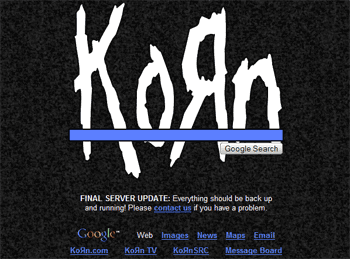 KoЯn
Google Search
FINAL SERVER UPDATE: Everything should be back up
and running! Please contact us if you have a problem.
Google™ Web Images News Maps Email
KoЯn.com KoЯn TV KoЯnSRC Message Board